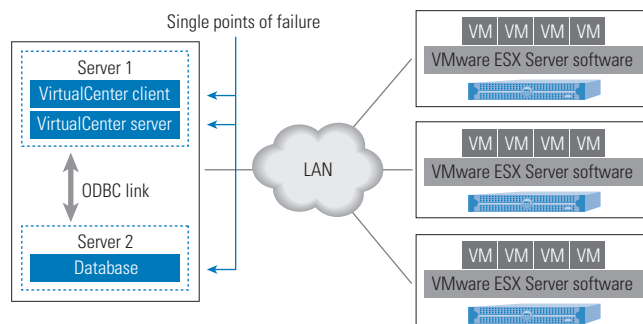 Single points of failure
Server 1
VirtualCenter client
VirtualCenter server
ODBC link
Server 2
Database
LAN
VM VM VM VM
VMware ESX Server software
VM VM VM VM
VMware ESX Server software
VM VM VM VM
VMware ESX Server software